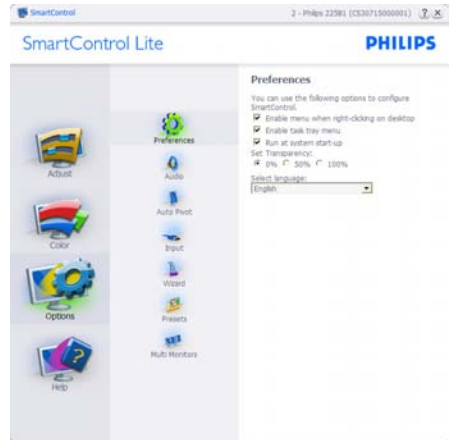 SmartControl
2 - Philips 225B1 (CS30715000001)
SmartControl Lite
PHILIPS
Adjust
Color
Options
Help
Preferences
Audio
Auto Pivot
Input
Wizard
Presets
Multi Monitors
Preferences
You can use the following options to configure
SmartControl.
Enable menu when right-clicking on desktop
Enable task tray menu
Run at system start-up
Set Transparency:
0% 50% 100%
Select language:
English